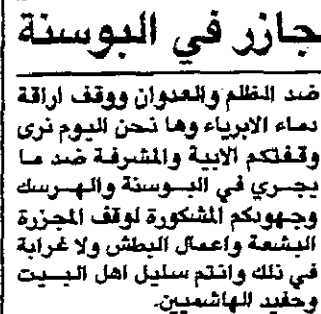 جازر في البوسنة
ضد الظلم والعدوان ووقف اراقة
دماء الابرياء وها نحن اليوم نرى
وقفتكم الابية والمشرفة ضد ما
يجري في البوسنة والهرسك
وجهودكم المشكورة لوقف المجزرة
البشعة واعمال البطش ولا غرابة
في ذلك وانتم سليل اهل البيت
وحفيد الهاشميين.